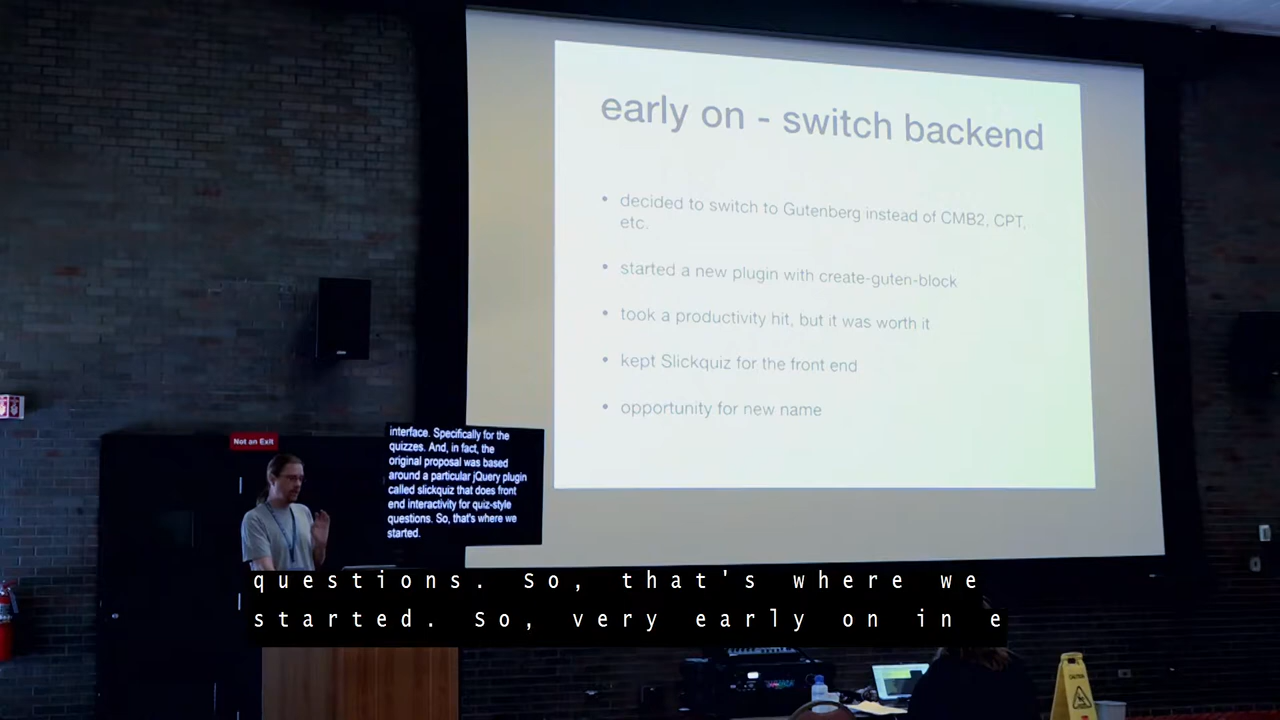 early on - switch backend
• decided to switch to Gutenberg instead of CMB2, CPT,
etc.
• started a new plugin with create-guten-block
• took a productivity hit, but it was worth it
• kept Slickquiz for the front end
• opportunity for new name
Not an Exit
interface. Specifically for the
quizzes. And, in fact, the
original proposal was based
around a particular jQuery plugin
called slickquiz that does front
end interactivity for quiz-style
questions. So, that's where we
started.
questions. So, that's where we
started. So, very early on in e
CAUTION